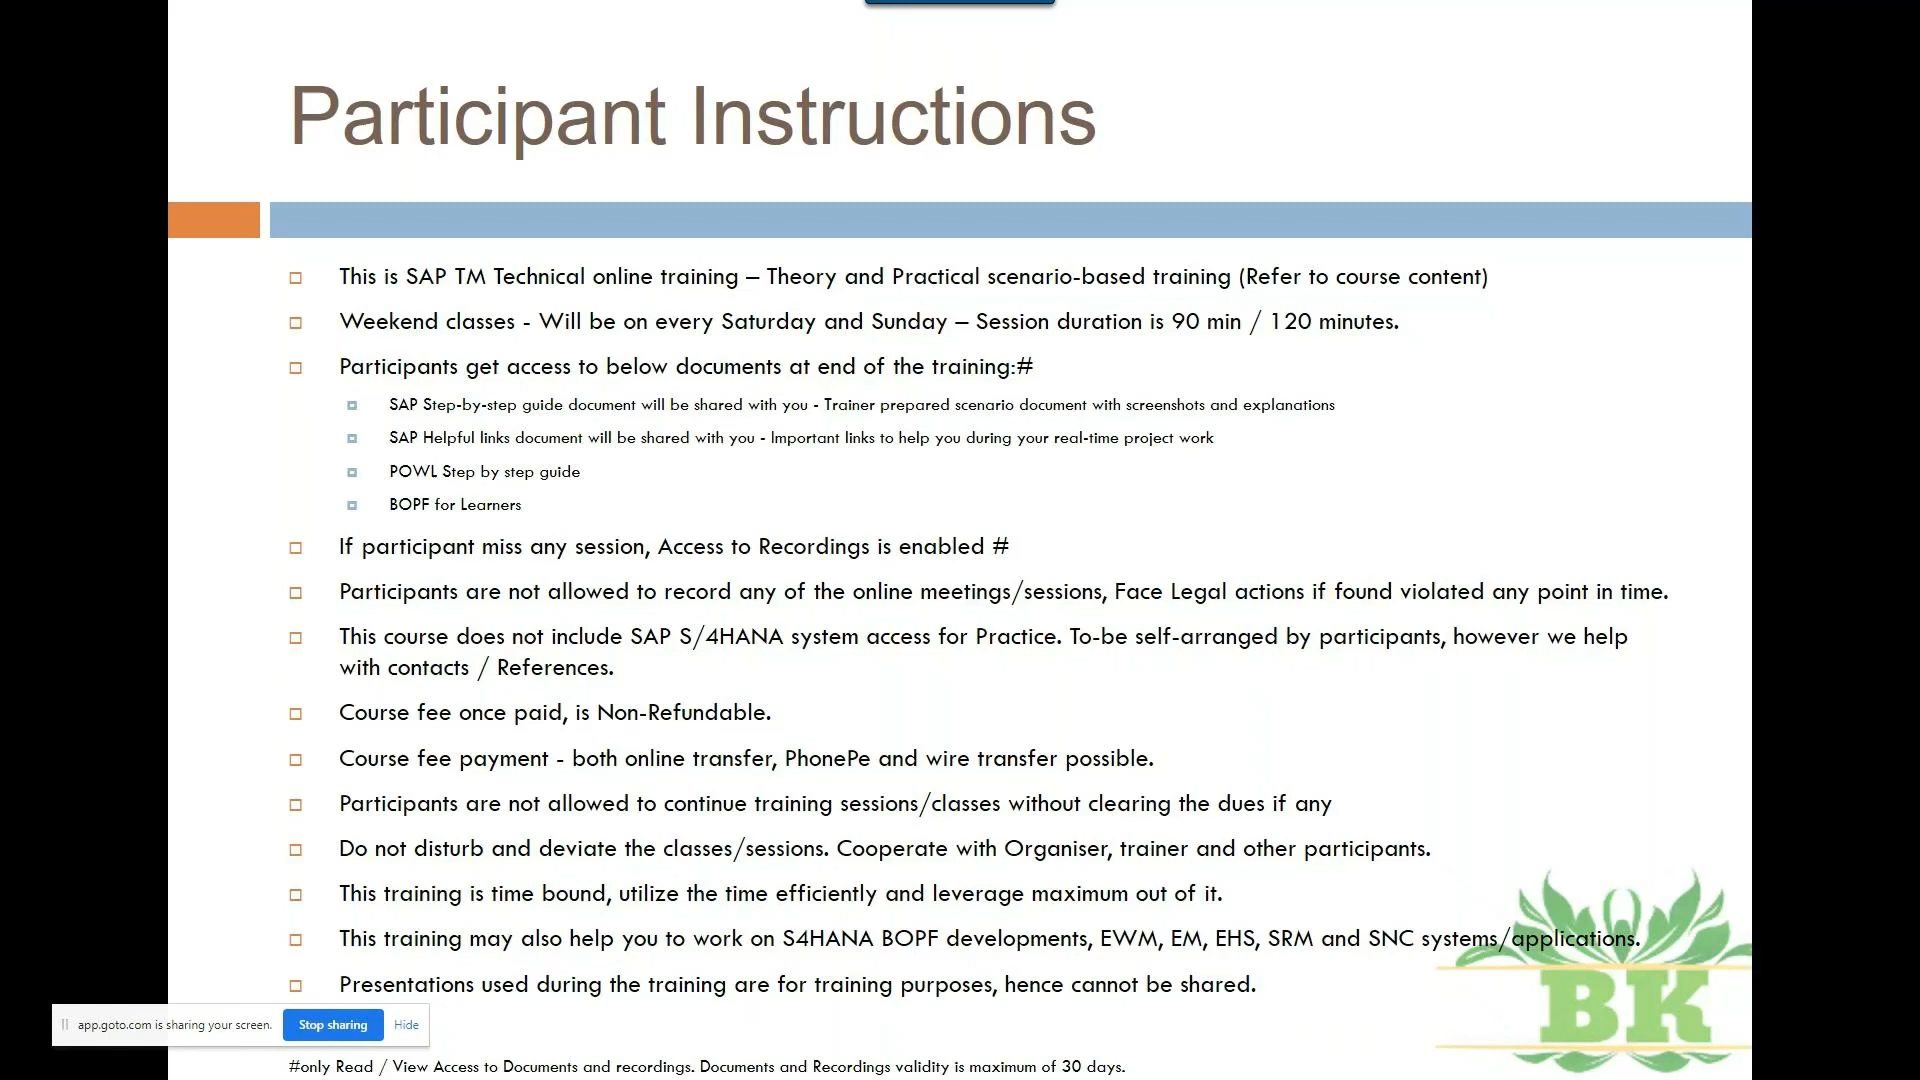 Participant Instructions
This is SAP TM Technical online training – Theory and Practical scenario-based training (Refer to course content)
Weekend classes - Will be on every Saturday and Sunday – Session duration is 90 min / 120 minutes.
Participants get access to below documents at end of the training:#
SAP Step-by-step guide document will be shared with you - Trainer prepared scenario document with screenshots and explanations
SAP Helpful links document will be shared with you - Important links to help you during your real-time project work
POWL Step by step guide
BOPF for Learners
If participant miss any session, Access to Recordings is enabled #
Participants are not allowed to record any of the online meetings/sessions, Face Legal actions if found violated any point in time.
This course does not include SAP S/4HANA system access for Practice. To-be self-arranged by participants, however we help
with contacts / References.
Course fee once paid, is Non-Refundable.
Course fee payment - both online transfer, PhonePe and wire transfer possible.
Participants are not allowed to continue training sessions/classes without clearing the dues if any
Do not disturb and deviate the classes/sessions. Cooperate with Organiser, trainer and other participants.
This training is time bound, utilize the time efficiently and leverage maximum out of it.
This training may also help you to work on S4HANA BOPF developments, EWM, EM, EHS, SRM and SNC systems/applications.
Presentations used during the training are for training purposes, hence cannot be shared.
BK
app.goto.com is sharing your screen. Stop sharing Hide
#only Read / View Access to Documents and recordings. Documents and Recordings validity is maximum of 30 days.